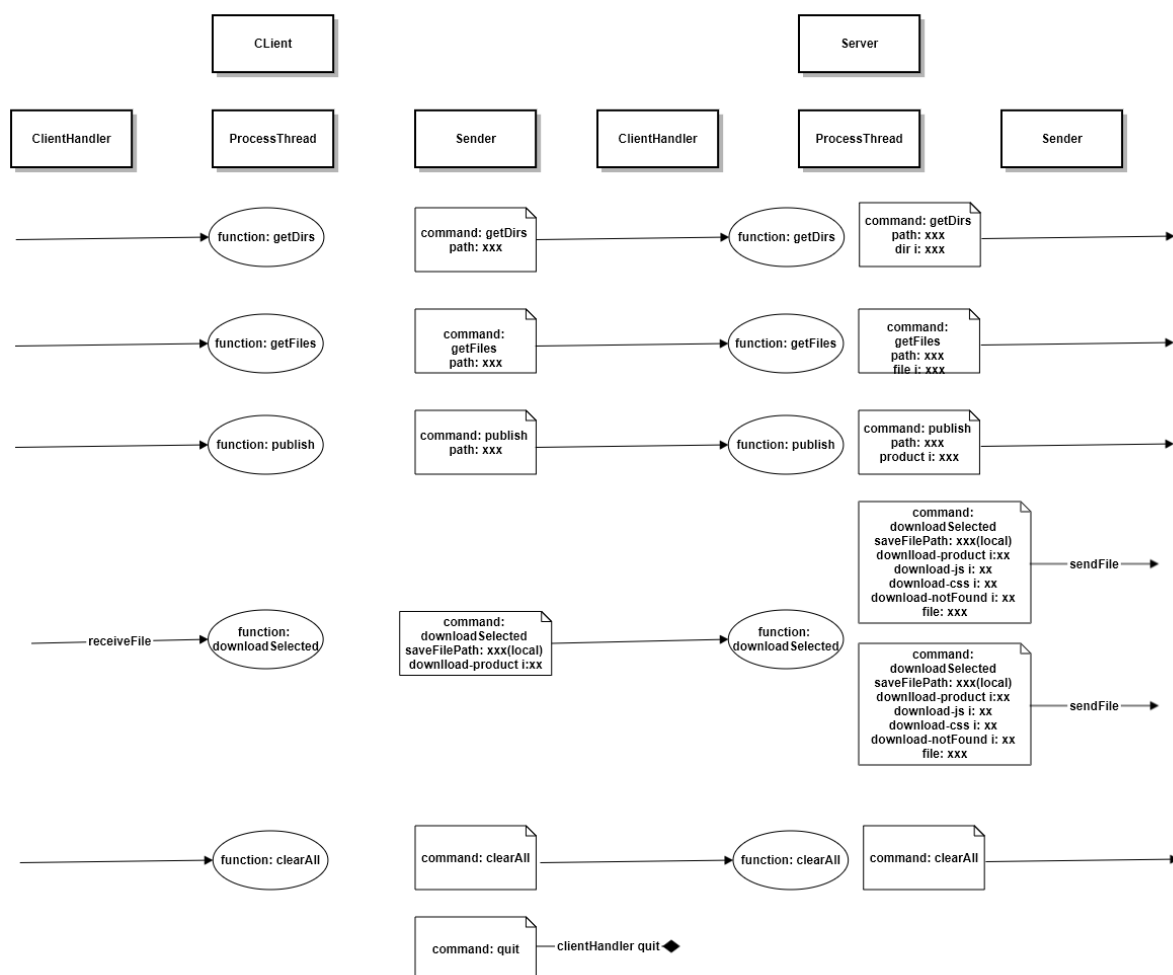 CLient
Server
ClientHandler
ProcessThread
Sender
ClientHandler
ProcessThread
Sender
function: getDirs
command: getDirs
path: xxx
function: getDirs
command: getDirs
path: xxx
dir i: xxx
function: getFiles
command:
getFiles
path: xxx
function: getFiles
command:
getFiles
path: xxx
file i: xxx
function: publish
command: publish
path: xxx
function: publish
command: publish
path: xxx
product i: xxx
command:
downloadSelected
saveFilePath: xxx(local)
downlload-product i:xx
download-js i: xx
download-css i: xx
download-notFound i: xx
file: xxx
sendFile
receiveFile
function:
downloadSelected
command:
downloadSelected
saveFilePath: xxx(local)
downlload-product i:xx
function:
downloadSelected
command:
downloadSelected
saveFilePath: xxx(local)
downlload-product i:xx
download-js i: xx
download-css i: xx
download-notFound i: xx
file: xxx
sendFile
function: clearAll
command: clearAll
function: clearAll
command: clearAll
command: quit
clientHandler quit